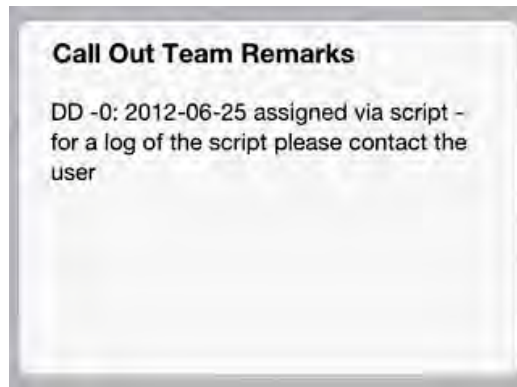 Call Out Team Remarks
DD -0: 2012-06-25 assigned via script -
for a log of the script please contact the
user